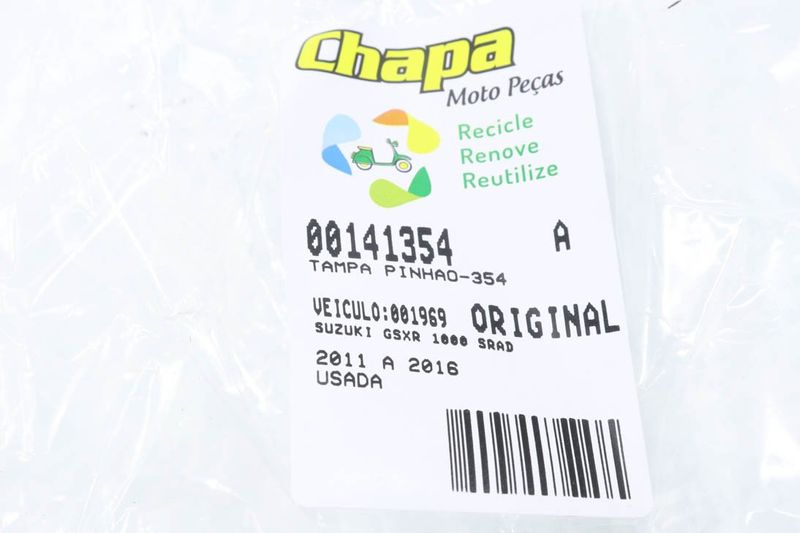 Chapa
Moto Peças
Recicle
Renove
Reutilize
00141354 A
TAMPA PINHAO-354
VEICULO:001969 ORIGINAL
SUZUKI GSXR 1000 SRAD
2011 A 2016
USADA